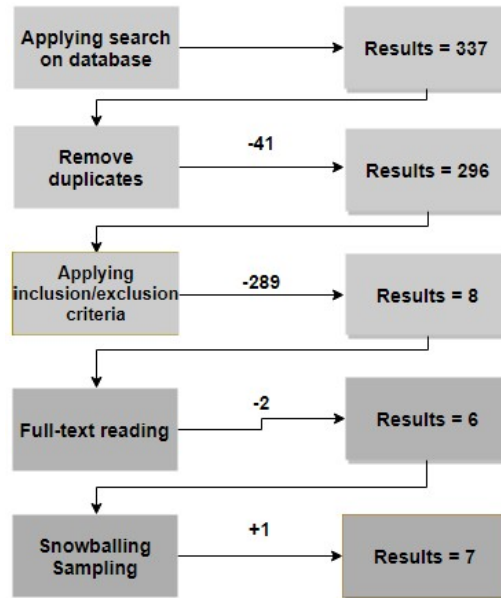 Applying search
on database
Results = 337
Remove
duplicates
-41
Results = 296
Applying
inclusion/exclusion
criteria
-289
Results = 8
Full-text reading
-2
Results = 6
Snowballing
Sampling
+1
Results = 7